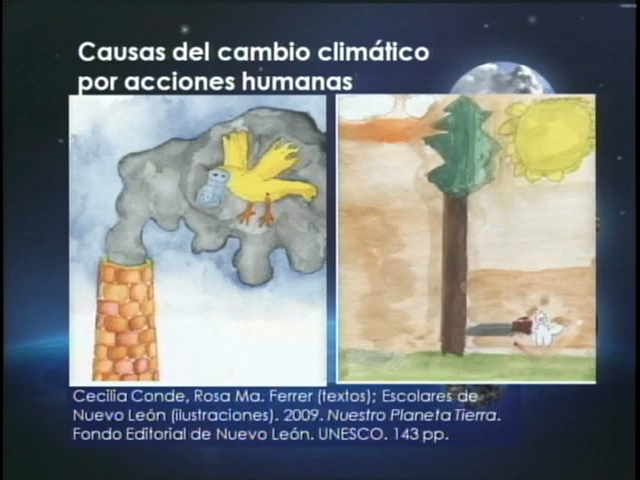 Causas del cambio climático
por acciones humanas
Cecilia Conde, Rosa Ma. Ferrer (textos); Escolares de
Nuevo León (ilustraciones). 2009. Nuestro Planeta Tierra.
Fondo Editorial de Nuevo León. UNESCO. 143 pp.